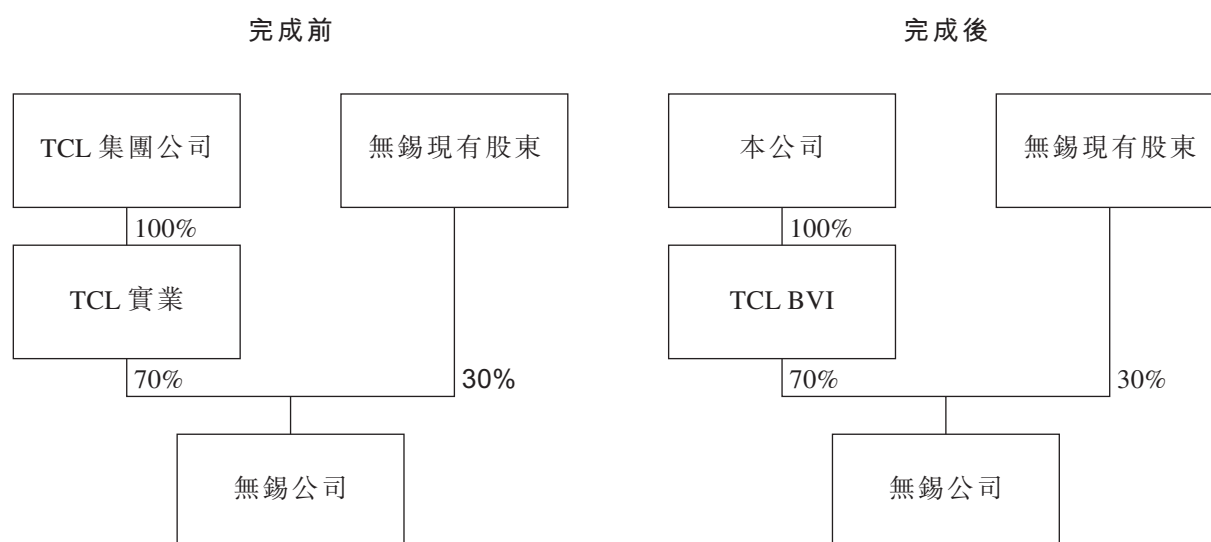 完成前
完成後
TCL 集團公司
無錫現有股東
本公司
無錫現有股東
100%
100%
TCL 實業
TCL BVI
70%
30%
70%
30%
無錫公司
無錫公司